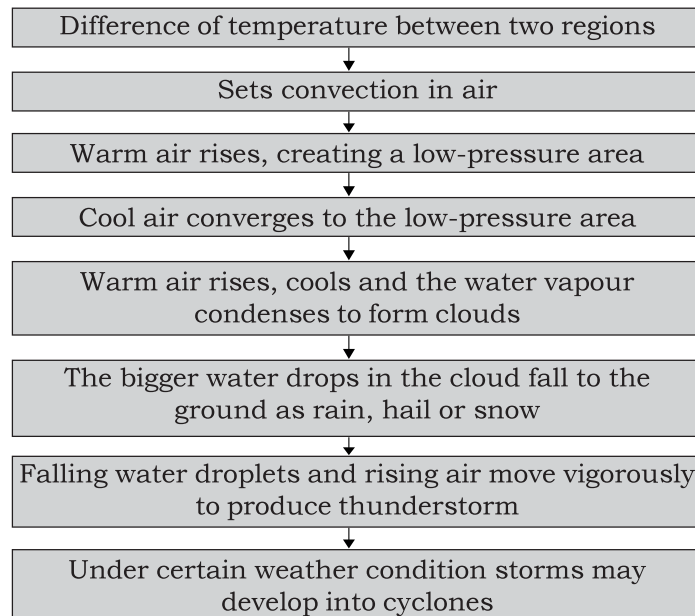 Difference of temperature between two regions
Sets convection in air
Warm air rises, creating a low-pressure area
Cool air converges to the low-pressure area
Warm air rises, cools and the water vapour
condenses to form clouds
The bigger water drops in the cloud fall to the
ground as rain, hail or snow
Falling water droplets and rising air move vigorously
to produce thunderstorm
Under certain weather condition storms may
develop into cyclones